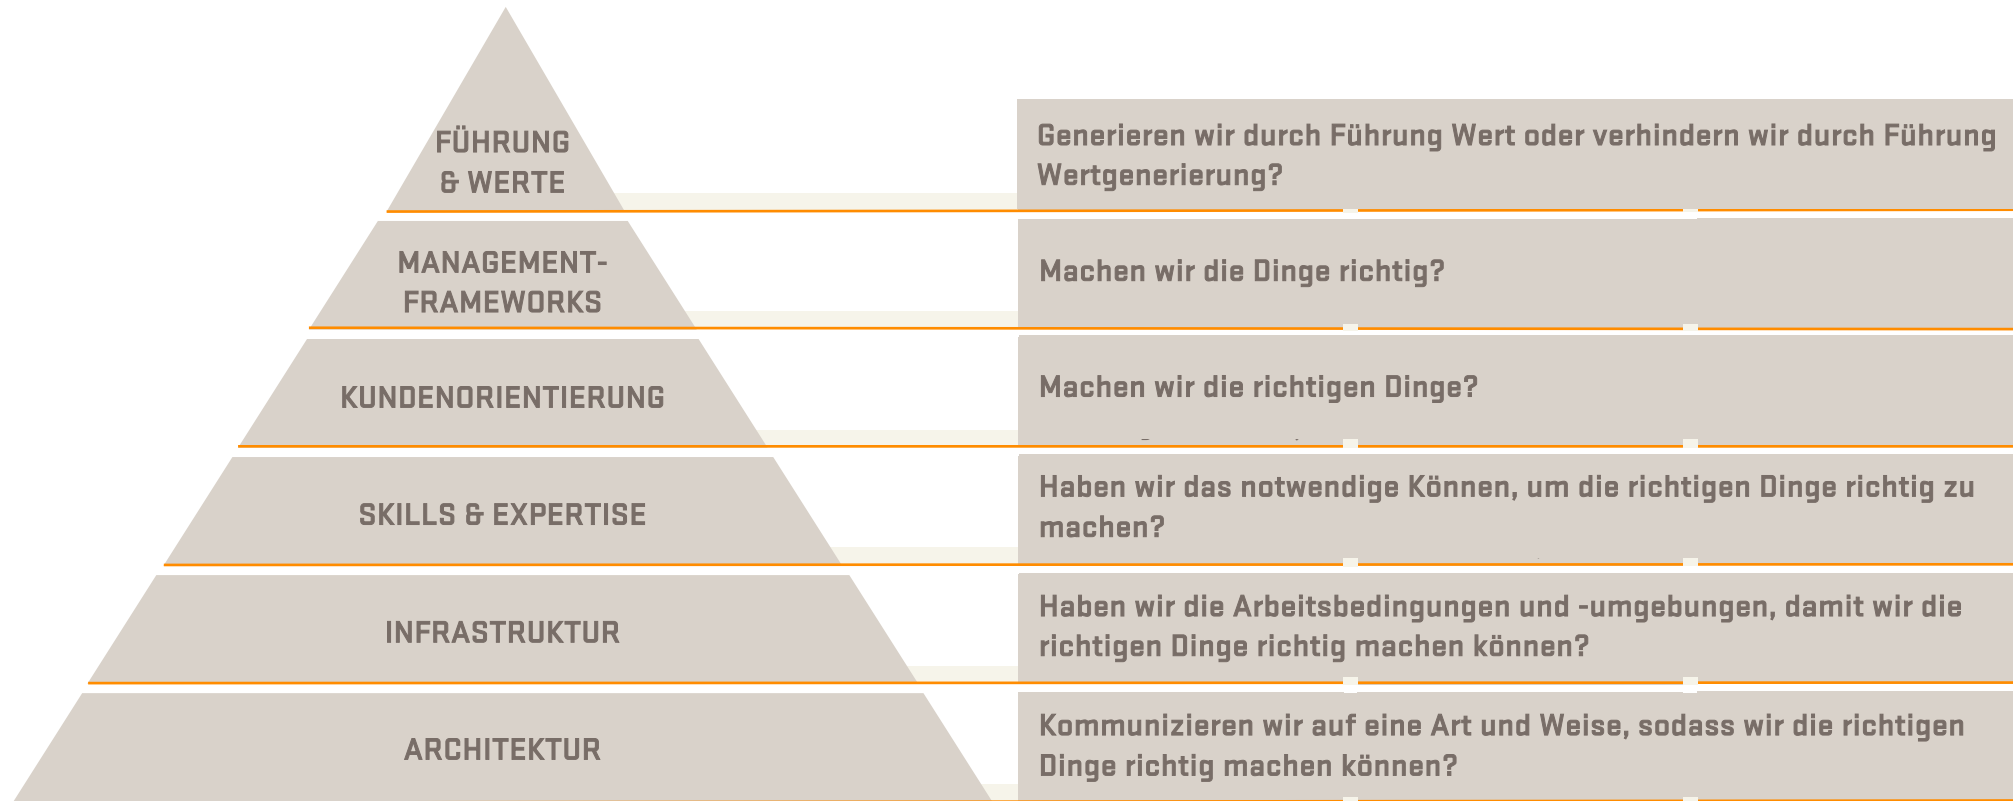 FÜHRUNG
& WERTE
Generieren wir durch Führung Wert oder verhindern wir durch Führung
Wertgenerierung?
MANAGEMENT-
FRAMEWORKS
Machen wir die Dinge richtig?
KUNDENORIENTIERUNG
Machen wir die richtigen Dinge?
SKILLS & EXPERTISE
Haben wir das notwendige Können, um die richtigen Dinge richtig zu
machen?
INFRASTRUKTUR
Haben wir die Arbeitsbedingungen und -umgebungen, damit wir die
richtigen Dinge richtig machen können?
ARCHITEKTUR
Kommunizieren wir auf eine Art und Weise, sodass wir die richtigen
Dinge richtig machen können?